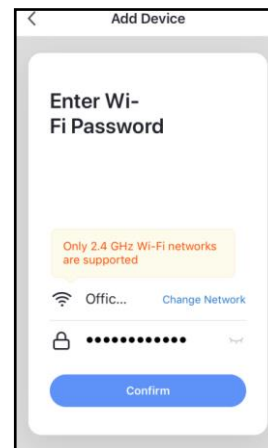 Add Device
Enter Wi-
Fi Password
Only 2.4 GHz Wi-Fi networks
are supported
Offic... Change Network
••••••••••••
Confirm